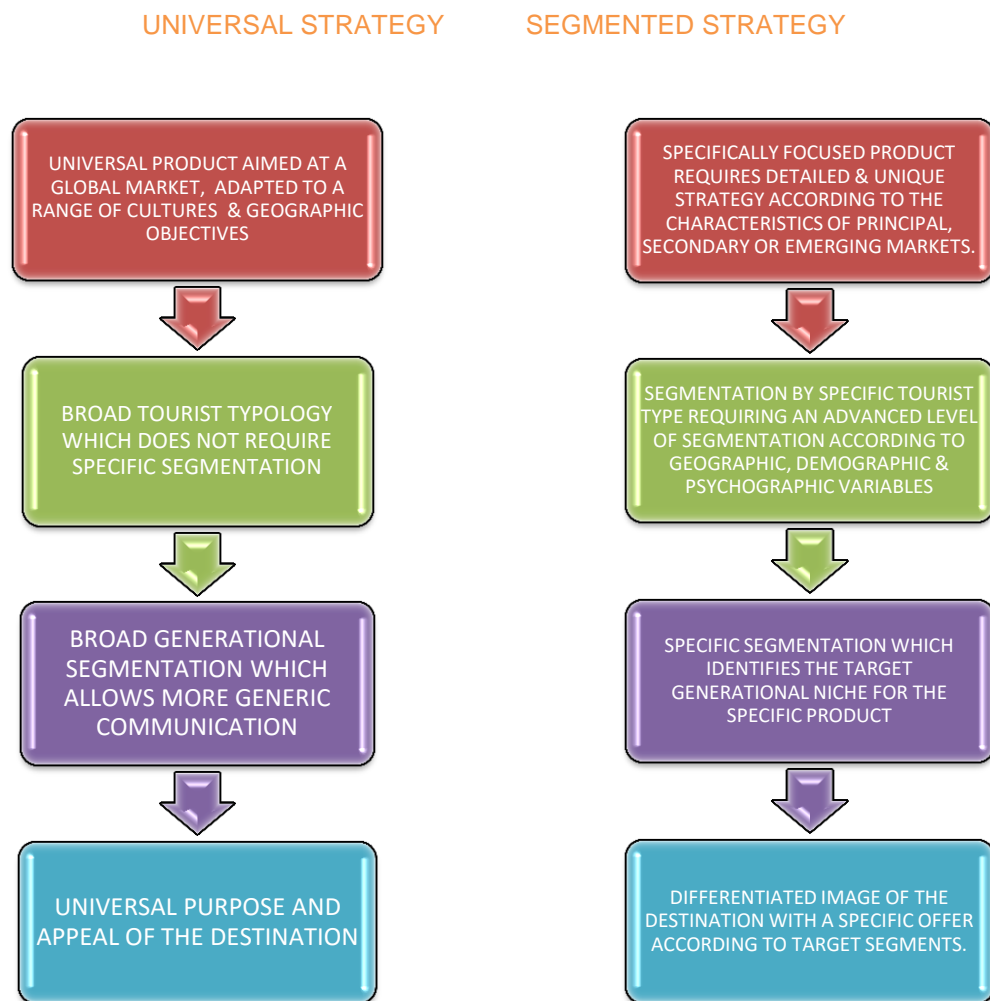 UNIVERSAL STRATEGY
SEGMENTED STRATEGY
UNIVERSAL PRODUCT AIMED AT A
GLOBAL MARKET, ADAPTED TO A
RANGE OF CULTURES & GEOGRAPHIC
OBJECTIVES
BROAD TOURIST TYPOLOGY
WHICH DOES NOT REQUIRE
SPECIFIC SEGMENTATION
BROAD GENERATIONAL
SEGMENTATION WHICH
ALLOWS MORE GENERIC
COMMUNICATION
UNIVERSAL PURPOSE AND
APPEAL OF THE DESTINATION
SPECIFICALLY FOCUSED PRODUCT
REQUIRES DETAILED & UNIQUE
STRATEGY ACCORDING TO THE
CHARACTERISTICS OF PRINCIPAL,
SECONDARY OR EMERGING MARKETS.
SEGMENTATION BY SPECIFIC TOURIST
TYPE REQUIRING AN ADVANCED LEVEL
OF SEGMENTATION ACCORDING TO
GEOGRAPHIC, DEMOGRAPHIC &
PSYCHOGRAPHIC VARIABLES
SPECIFIC SEGMENTATION WHICH
IDENTIFIES THE TARGET
GENERATIONAL NICHE FOR THE
SPECIFIC PRODUCT
DIFFERENTIATED IMAGE OF THE
DESTINATION WITH A SPECIFIC OFFER
ACCORDING TO TARGET SEGMENTS.